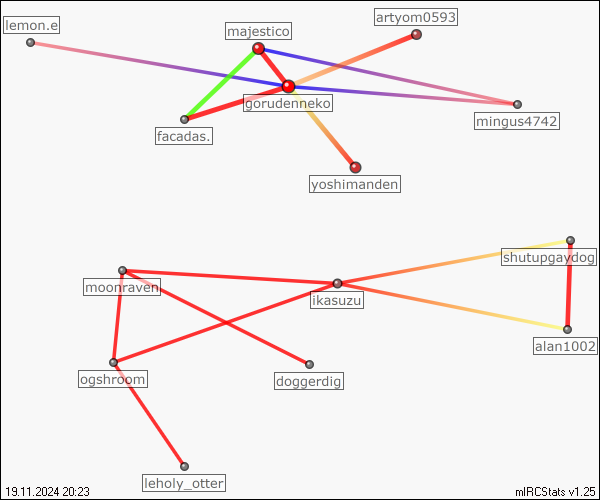 artyom0593
lemon.e
majestico
gorudenneko
mingus4742
facadas.
yoshimanden
shutupgaydog
moonraven
ikasuzu
alan1002
ogshroom
doggerdig
leholy_otter
19.11.2024 20:23
mIRCStats v1.25